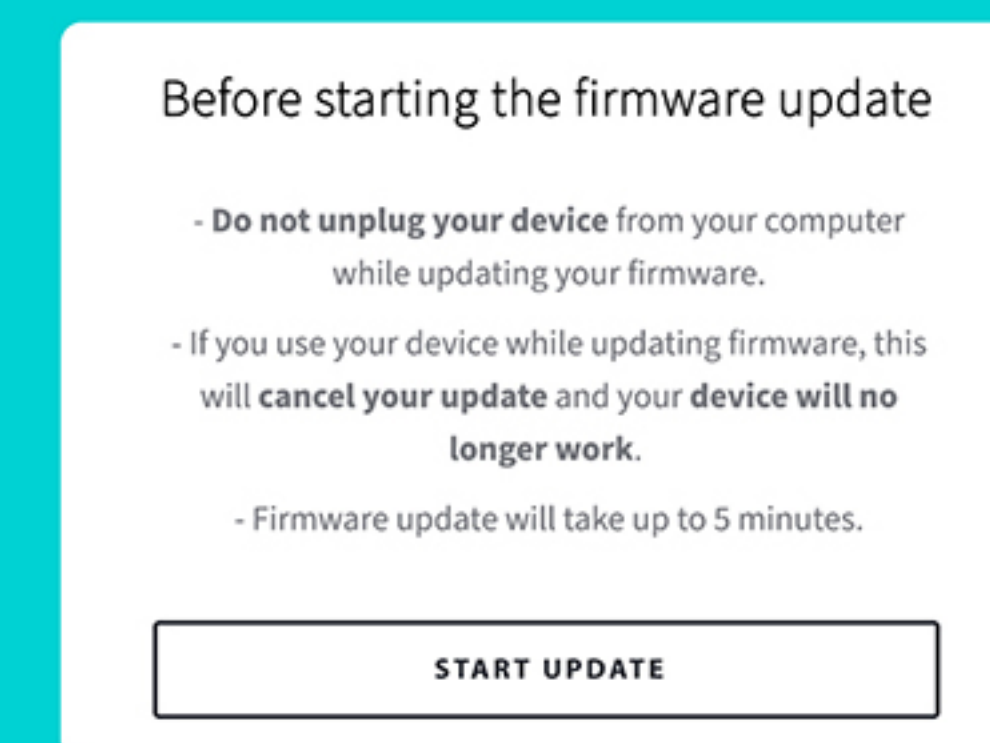 Before starting the firmware update
- Do not unplug your device from your computer
while updating your firmware.
- If you use your device while updating firmware, this
will cancel your update and your device will no
longer work.
- Firmware update will take up to 5 minutes.
START UPDATE